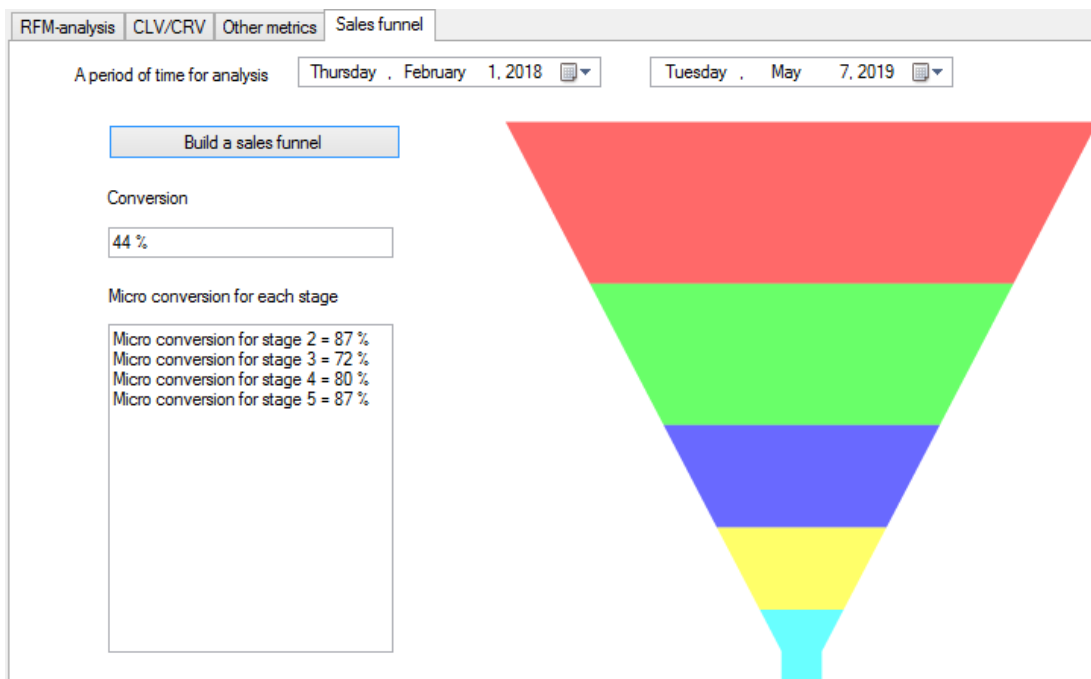 RFM-analysis CLV/CRV Other metrics Sales funnel
A period of time for analysis Thursday , February 1, 2018 Tuesday , May 7, 2019
Build a sales funnel
Conversion
44 %
Micro conversion for each stage
Micro conversion for stage 2 = 87 %
Micro conversion for stage 3 = 72 %
Micro conversion for stage 4 = 80 %
Micro conversion for stage 5 = 87 %